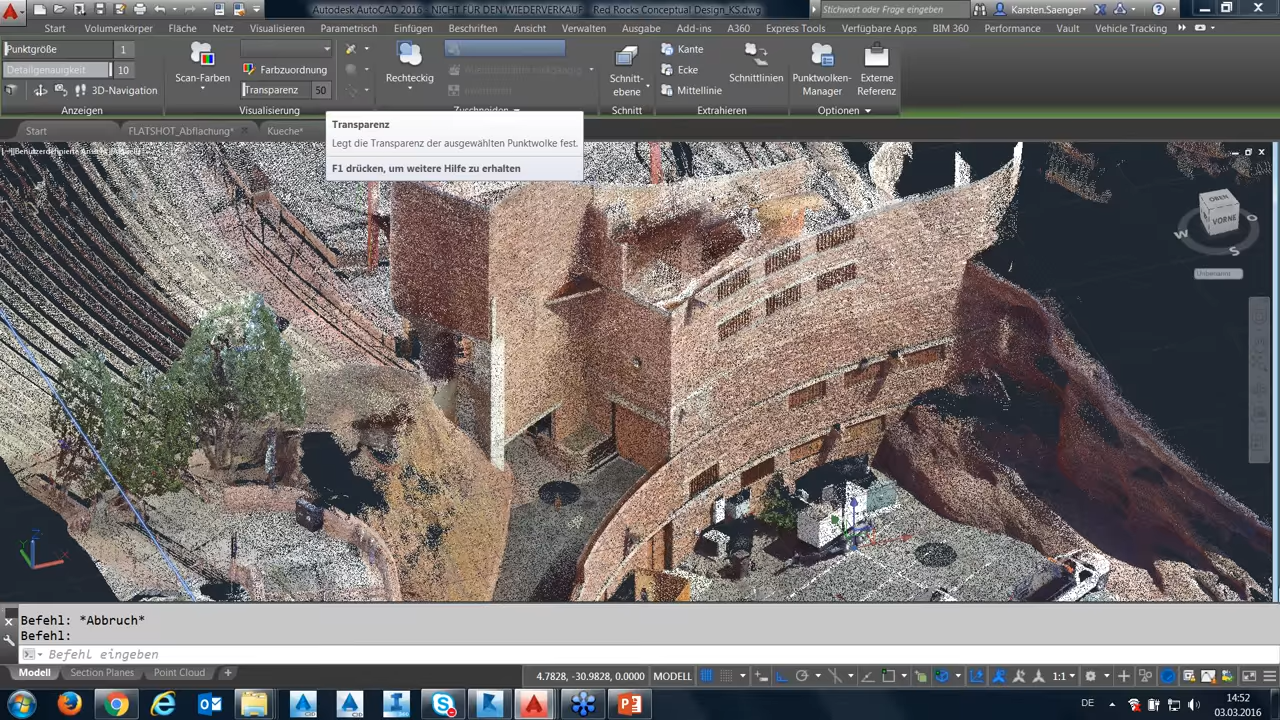 Autodesk AutoCAD 2016 - NICHT FÜR DEN WIEDERVERKAUF - Red Rocks Conceptual Design_KS.dwg
Stichwort oder Frage eingeben
Karsten.Saenger
Start Volumenkörper Fläche Netz Visualisieren Parametrisch Einfügen Beschriften Ansicht Verwalten Ausgabe Add-ins A360 Express Tools Verfügbare Apps BIM 360 Performance Vault Vehicle Tracking
Punktgröße 1
Detailgenauigkeit 10
3D-Navigation
Anzeigen
Scan-Farben
Farbzuordnung
Transparenz 50
Visualisierung
Rechteckig
Zuschneiden
Schnitt-
ebene
Schnitt
Kante
Ecke
Mittellinie
Schnittlinien
Extrahieren
Punktwolken-
Manager
Externe
Referenz
Optionen
Start FLATSHOT_Abflachung* Kueche*
Transparenz
Legt die Transparenz der ausgewählten Punktwolke fest.
F1 drücken, um weitere Hilfe zu erhalten
OBEN
VORNE
W
S
O
Unbenannt
Z
Y
X
Befehl: *Abbruch*
Befehl:
Befehl eingeben
Modell Section Planes Point Cloud +
4.7828, -30.9828, 0.0000 MODELL 1:1
DE
14:52
03.03.2016